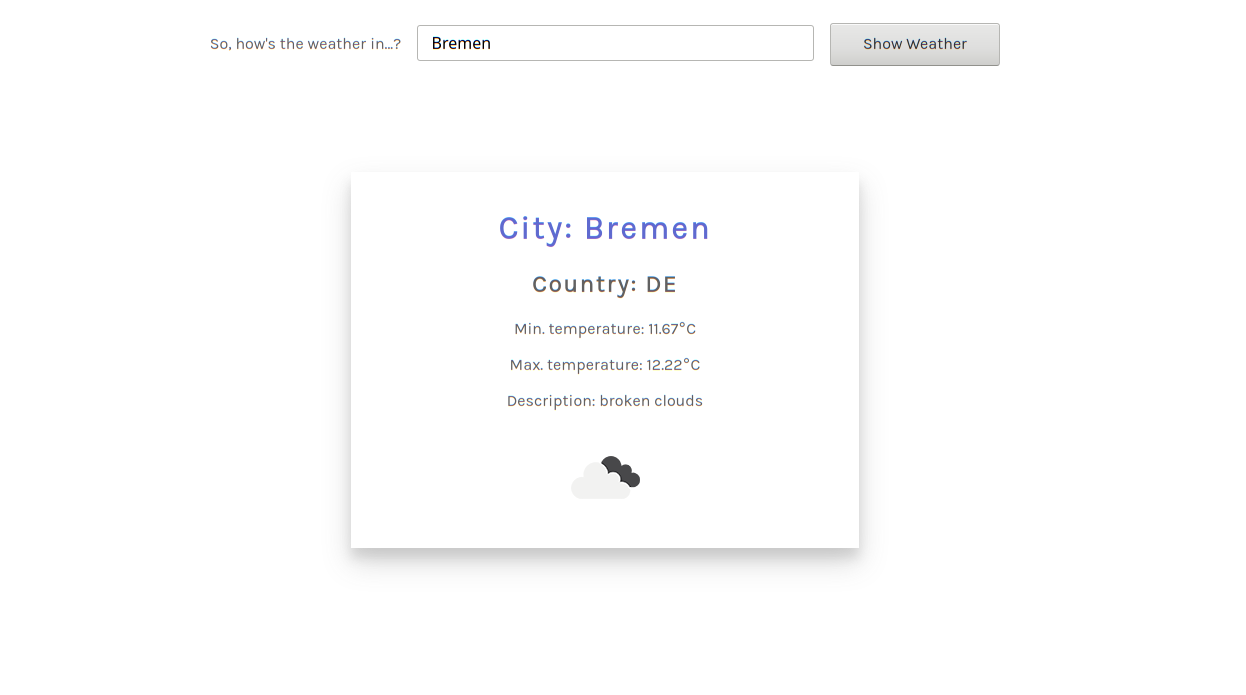 So, how's the weather in...?
Bremen
Show Weather
City: Bremen
Country: DE
Min. temperature: 11.67°C
Max. temperature: 12.22°C
Description: broken clouds